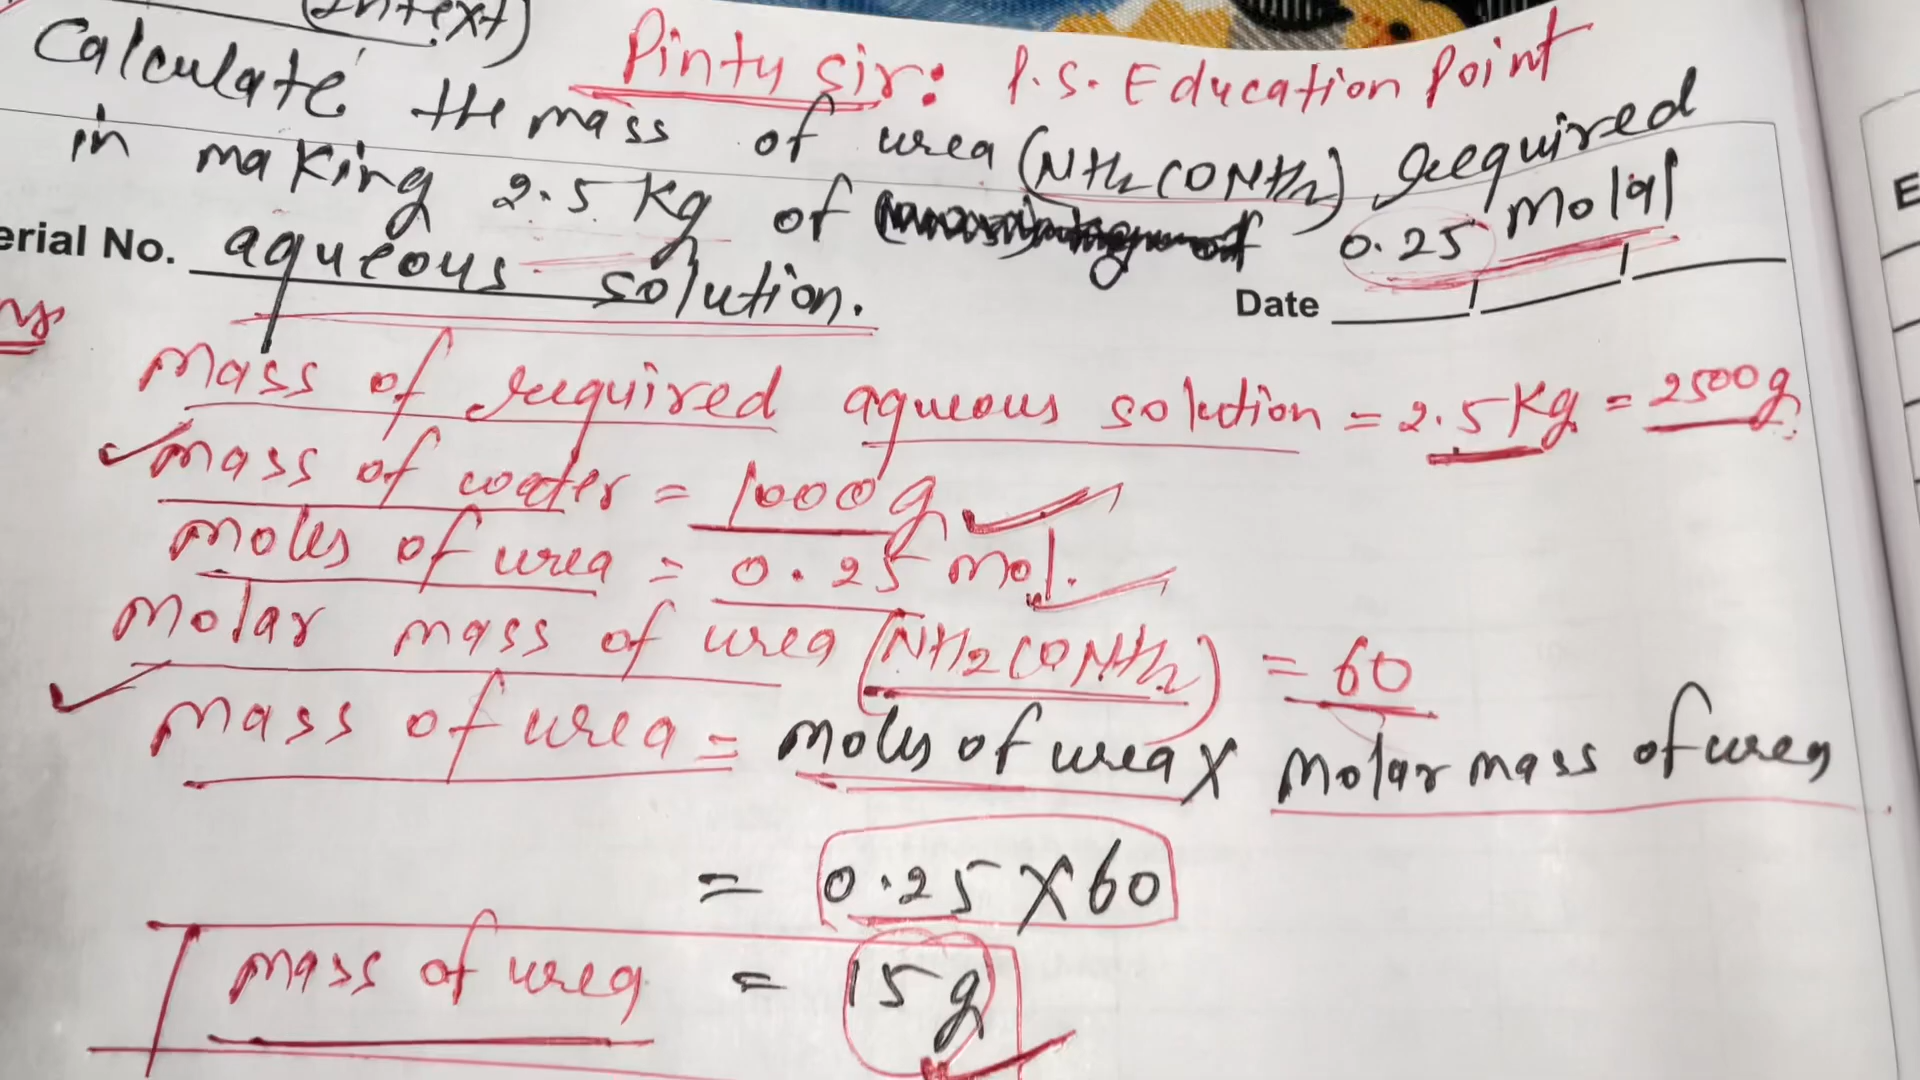 (Intext)
Pinty Sir: P.S. Education Point
Calculate the mass of urea (NH2CONH2) required
in making 2.5 Kg of 0.25 Molal
aqueous solution.
erial No.
Date
Mass of required aqueous solution = 2.5 Kg = 2500g
Mass of water = 1000g
Moles of urea = 0.25 mol.
Molar mass of urea (NH2CONH2) = 60
Mass of urea = Moles of urea X Molar mass of urea
= 0.25 X 60
Mass of urea = 15 g